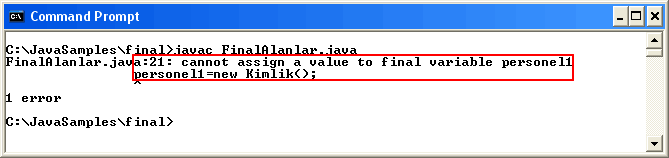 Command Prompt
C:\JavaSamples\final>javac FinalAlanlar.java
FinalAlanlar.java:21: cannot assign a value to final variable personel1
personel1=new Kimlik();
^
1 error
C:\JavaSamples\final>